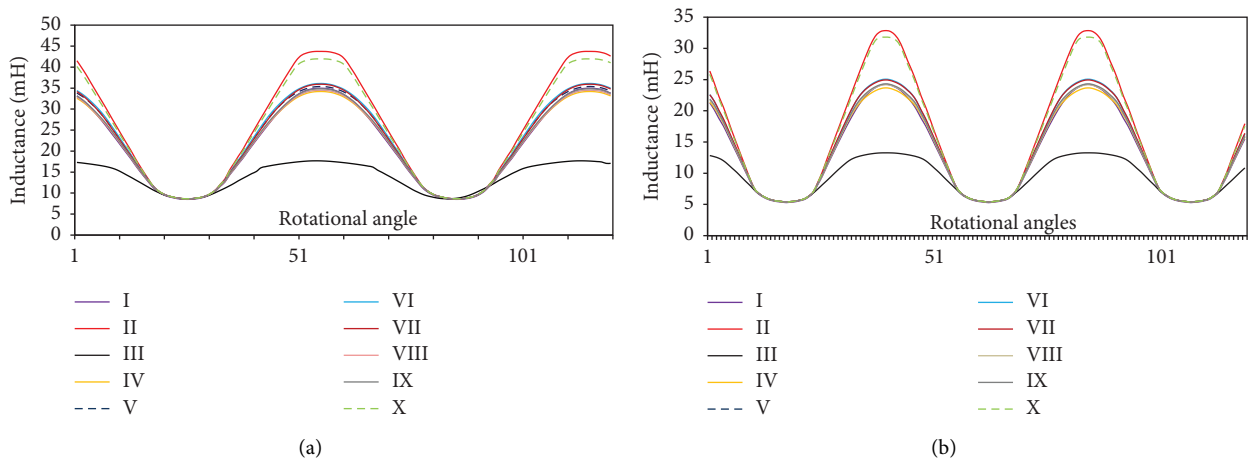 50
45
40
35
30
25
20
15
10
5
0
Inductance (mH)
Rotational angle
1 51 101
I VI
II VII
III VIII
IV IX
V X
(a)
35
30
25
20
15
10
5
0
Inductance (mH)
Rotational angles
1 51 101
I VI
II VII
III VIII
IV IX
V X
(b)